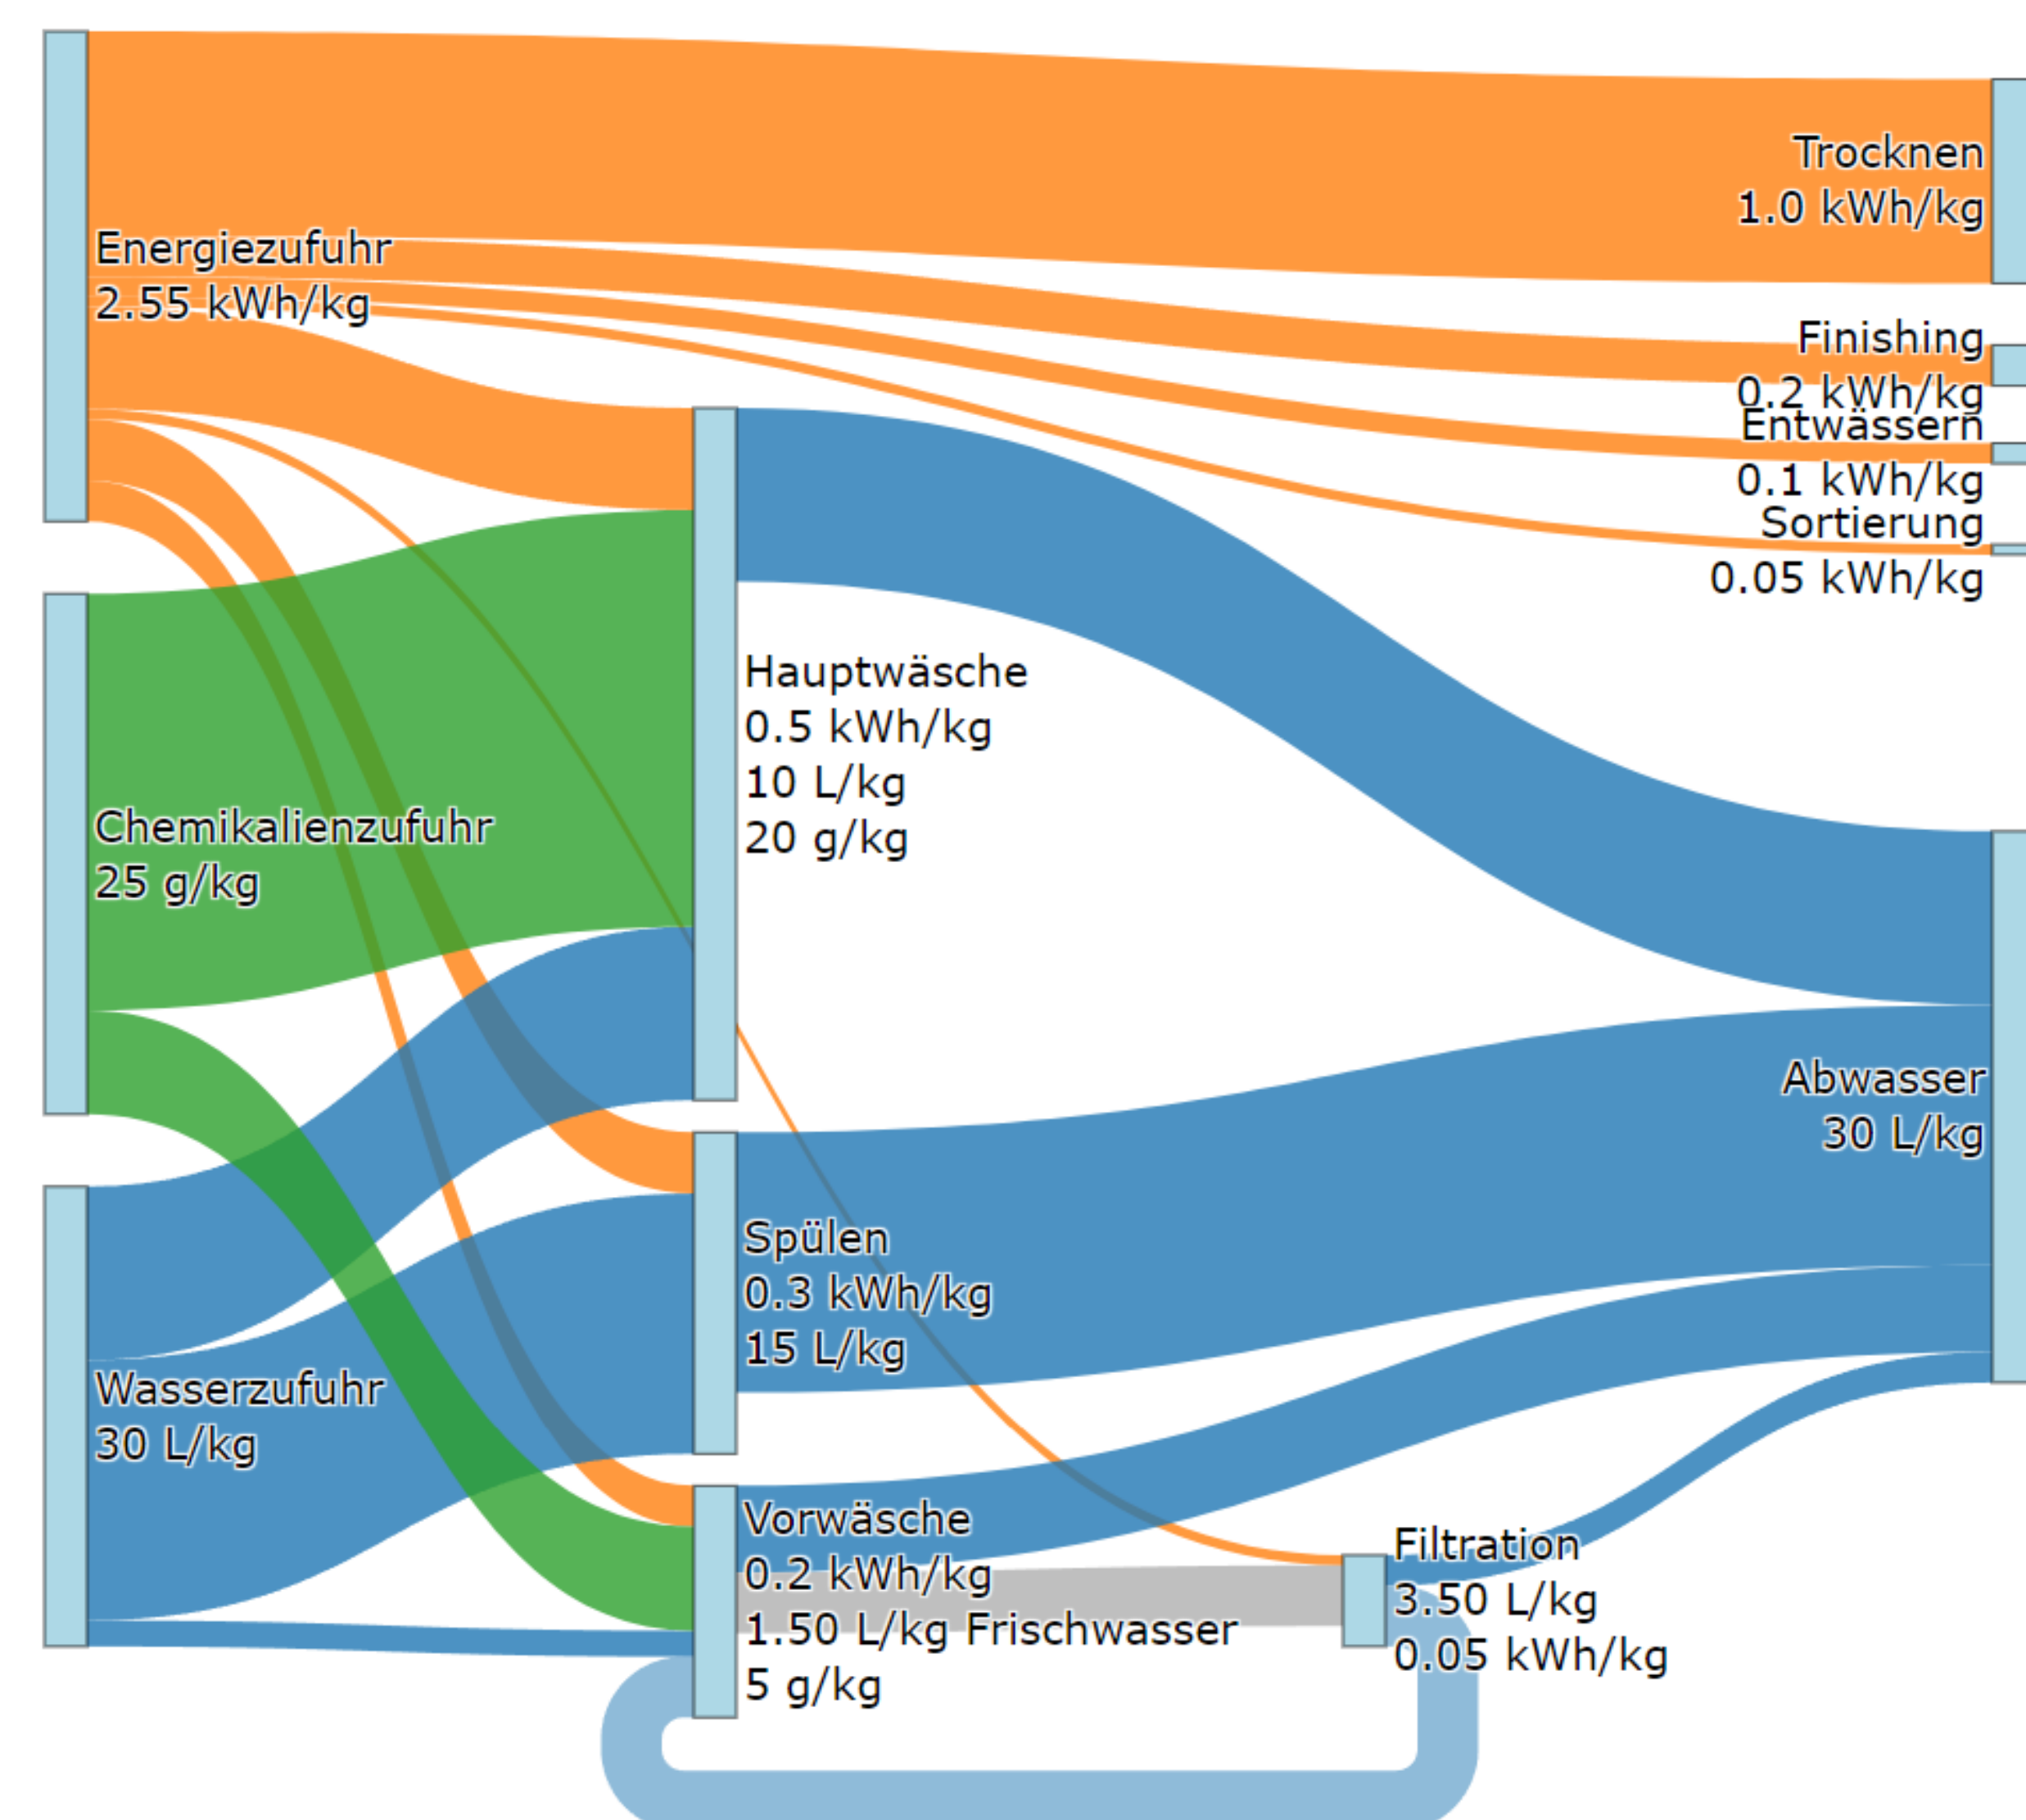 Energiezufuhr
2.55 kWh/kg
Trocknen
1.0 kWh/kg
Finishing
0.2 kWh/kg
Entwässern
0.1 kWh/kg
Sortierung
0.05 kWh/kg
Hauptwäsche
0.5 kWh/kg
10 L/kg
20 g/kg
Chemikalienzufuhr
25 g/kg
Abwasser
30 L/kg
Spülen
0.3 kWh/kg
15 L/kg
Wasserzufuhr
30 L/kg
Vorwäsche
0.2 kWh/kg
1.50 L/kg Frischwasser
5 g/kg
Filtration
3.50 L/kg
0.05 kWh/kg